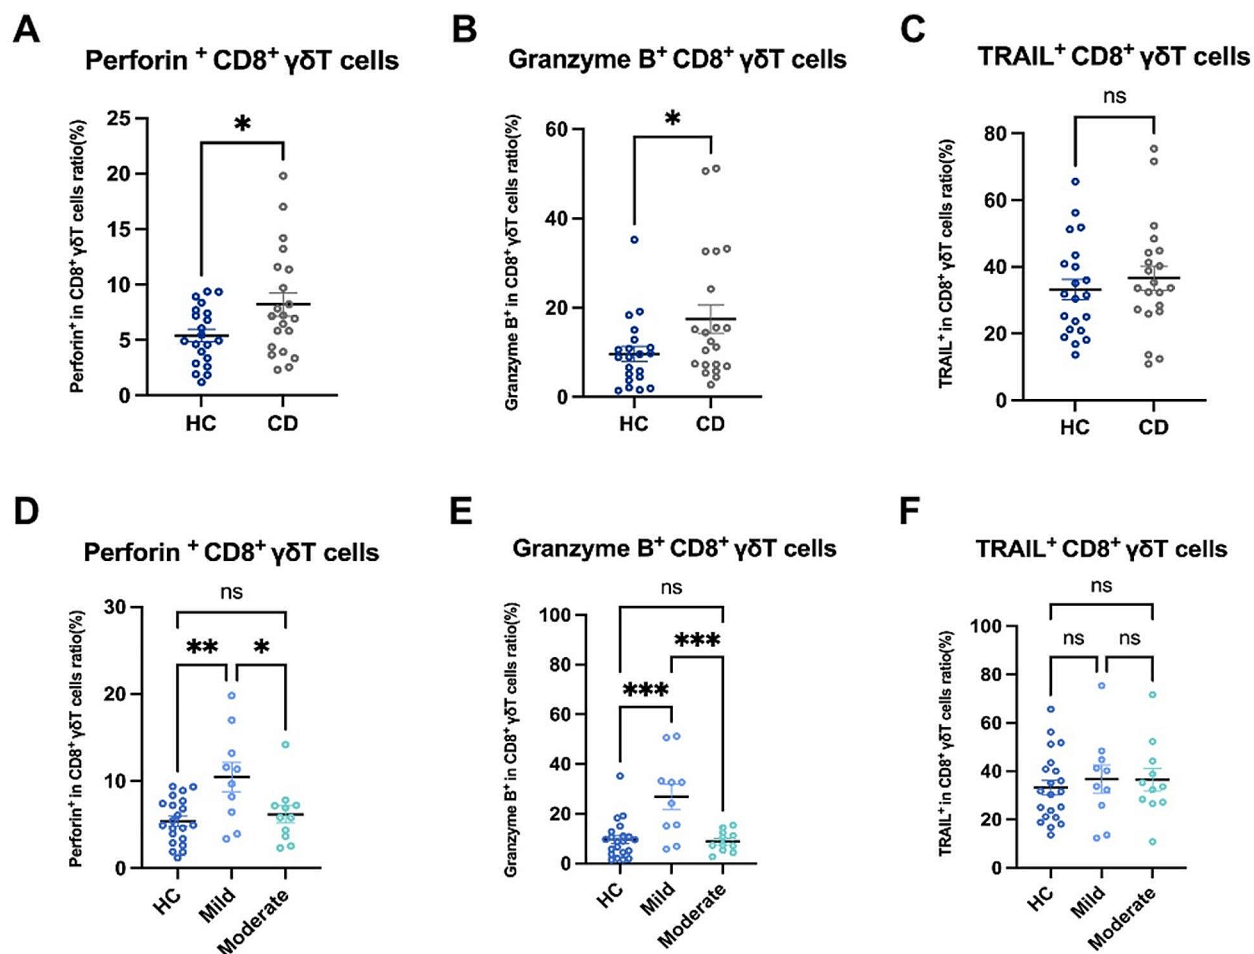 A
Perforin + CD8+ γδT cells
Perforin+ in CD8+ γδT cells ratio(%)
25
20
15
10
5
0
*
HC
CD
B
Granzyme B+ CD8+ γδT cells
Granzyme B+ in CD8+ γδT cells ratio(%)
60
40
20
0
*
HC
CD
C
TRAIL+ CD8+ γδT cells
TRAIL+ in CD8+ γδT cells ratio(%)
80
60
40
20
0
ns
HC
CD
D
Perforin + CD8+ γδT cells
Perforin+ in CD8+ γδT cells ratio(%)
30
20
10
0
ns
**
*
HC
Mild
Moderate
E
Granzyme B+ CD8+ γδT cells
Granzyme B+ in CD8+ γδT cells ratio(%)
100
80
60
40
20
0
ns
***
***
HC
Mild
Moderate
F
TRAIL+ CD8+ γδT cells
TRAIL+ in CD8+ γδT cells ratio(%)
100
80
60
40
20
0
ns
ns
ns
HC
Mild
Moderate